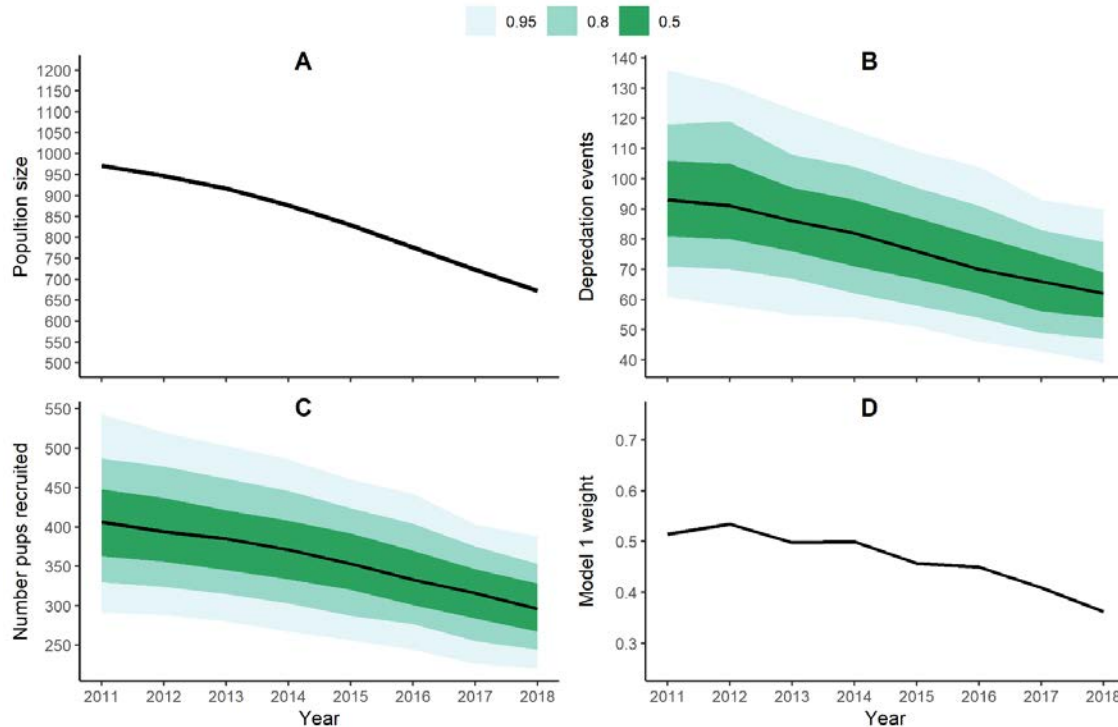 0.95 0.8 0.5
A
Popultion size
1200
1150
1100
1050
1000
950
900
850
800
750
700
650
600
550
500
B
Depredation events
140
130
120
110
100
90
80
70
60
50
40
C
Number pups recruited
550
500
450
400
350
300
250
2011 2012 2013 2014 2015 2016 2017 2018
Year
D
Model 1 weight
0.7
0.6
0.5
0.4
0.3
2011 2012 2013 2014 2015 2016 2017 2018
Year